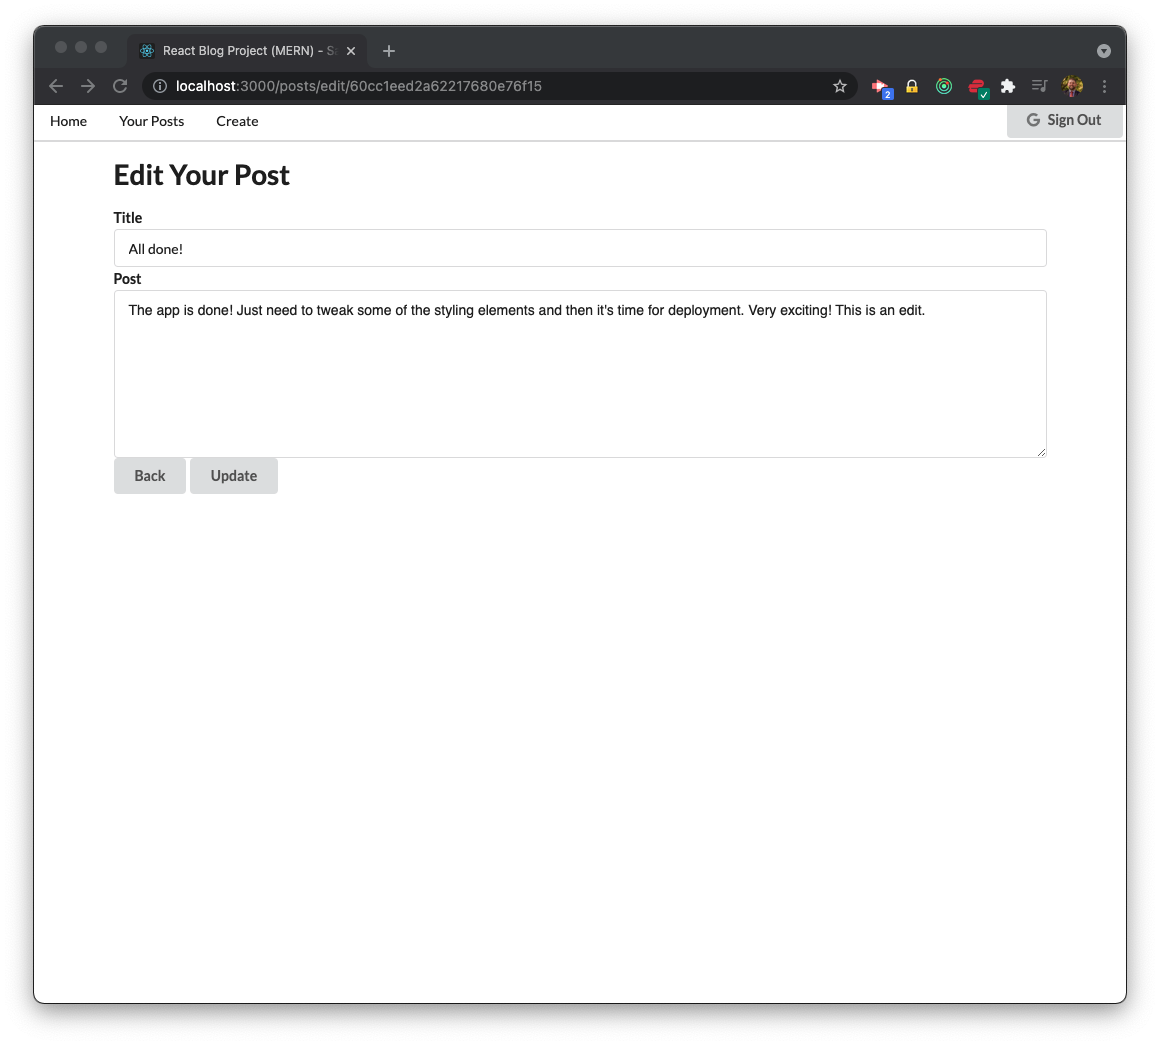 React Blog Project (MERN) - S
localhost:3000/posts/edit/60cc1eed2a62217680e76f15
2
Home Your Posts Create
G Sign Out
Edit Your Post
Title
All done!
Post
The app is done! Just need to tweak some of the styling elements and then it's time for deployment. Very exciting! This is an edit.
Back Update